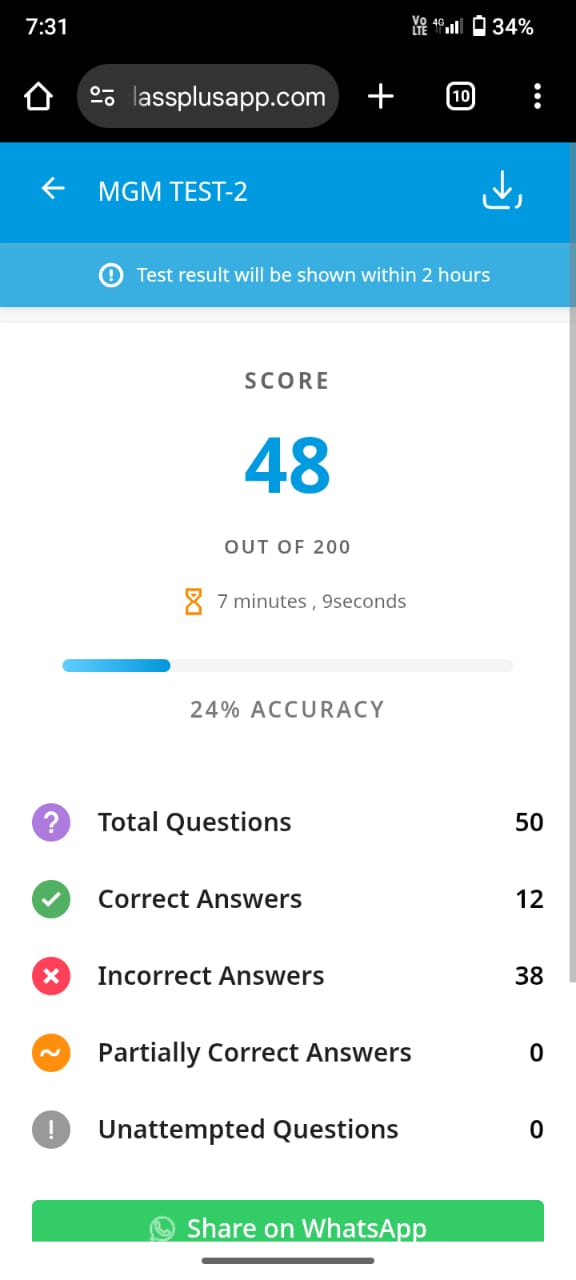 7:31 Vo LTE 4G 34%
lassplusapp.com 10
MGM TEST-2
Test result will be shown within 2 hours
SCORE
48
OUT OF 200
7 minutes , 9seconds
24% ACCURACY
? Total Questions 50
Correct Answers 12
Incorrect Answers 38
~ Partially Correct Answers 0
! Unattempted Questions 0
Share on WhatsApp